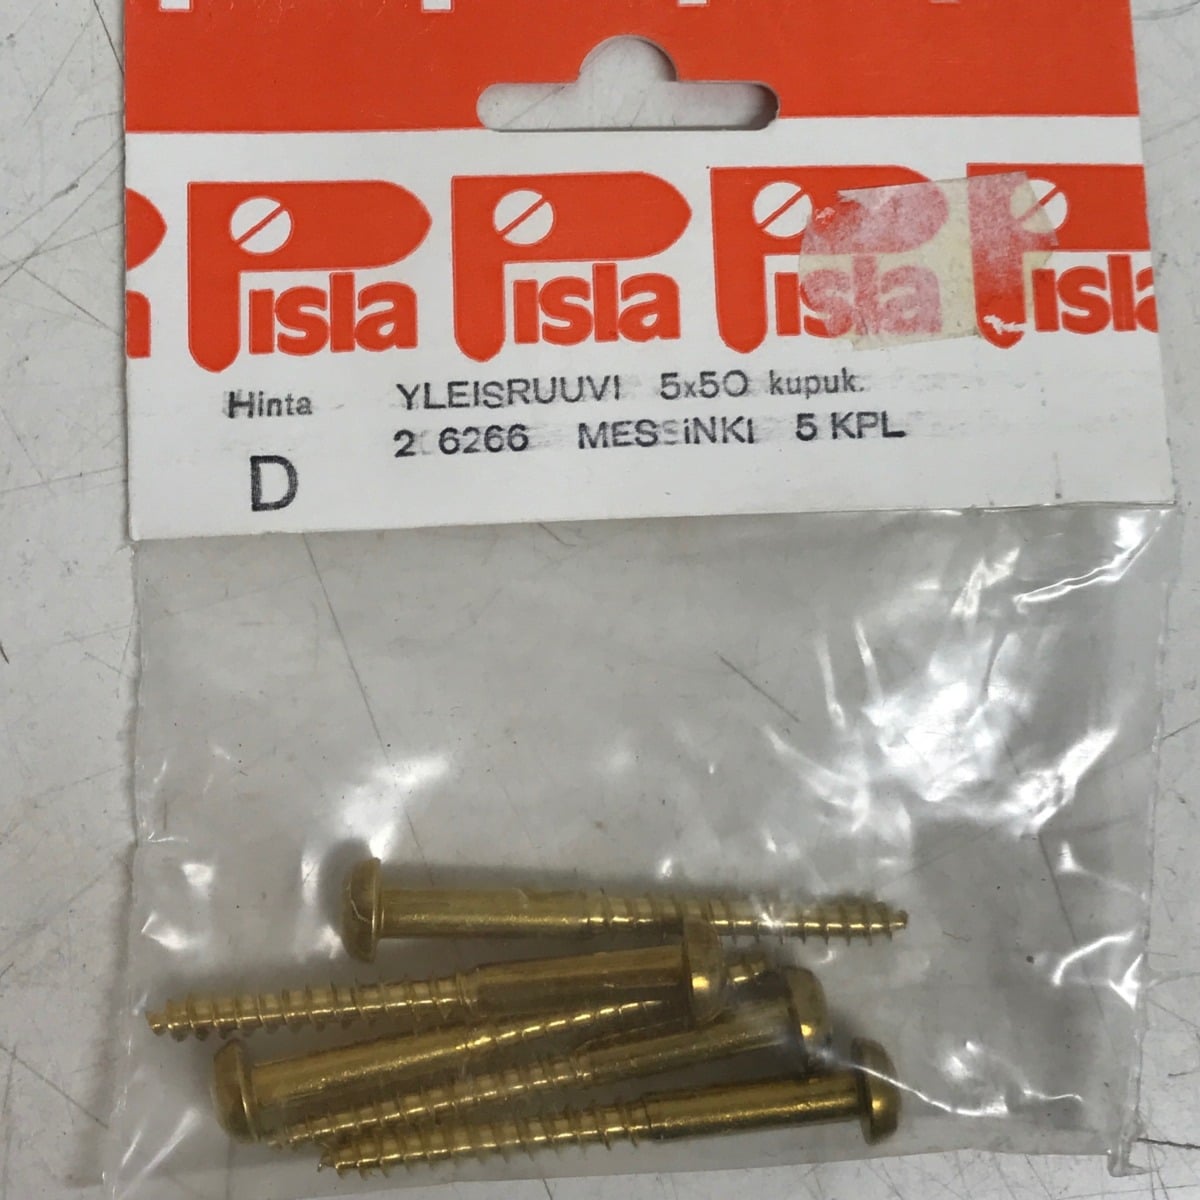 Pisla Pisla Pisla Pisla
Hinta YLEISRUUVI 5x50 kupuk.
D 2 6266 MESSiNKI 5 KPL